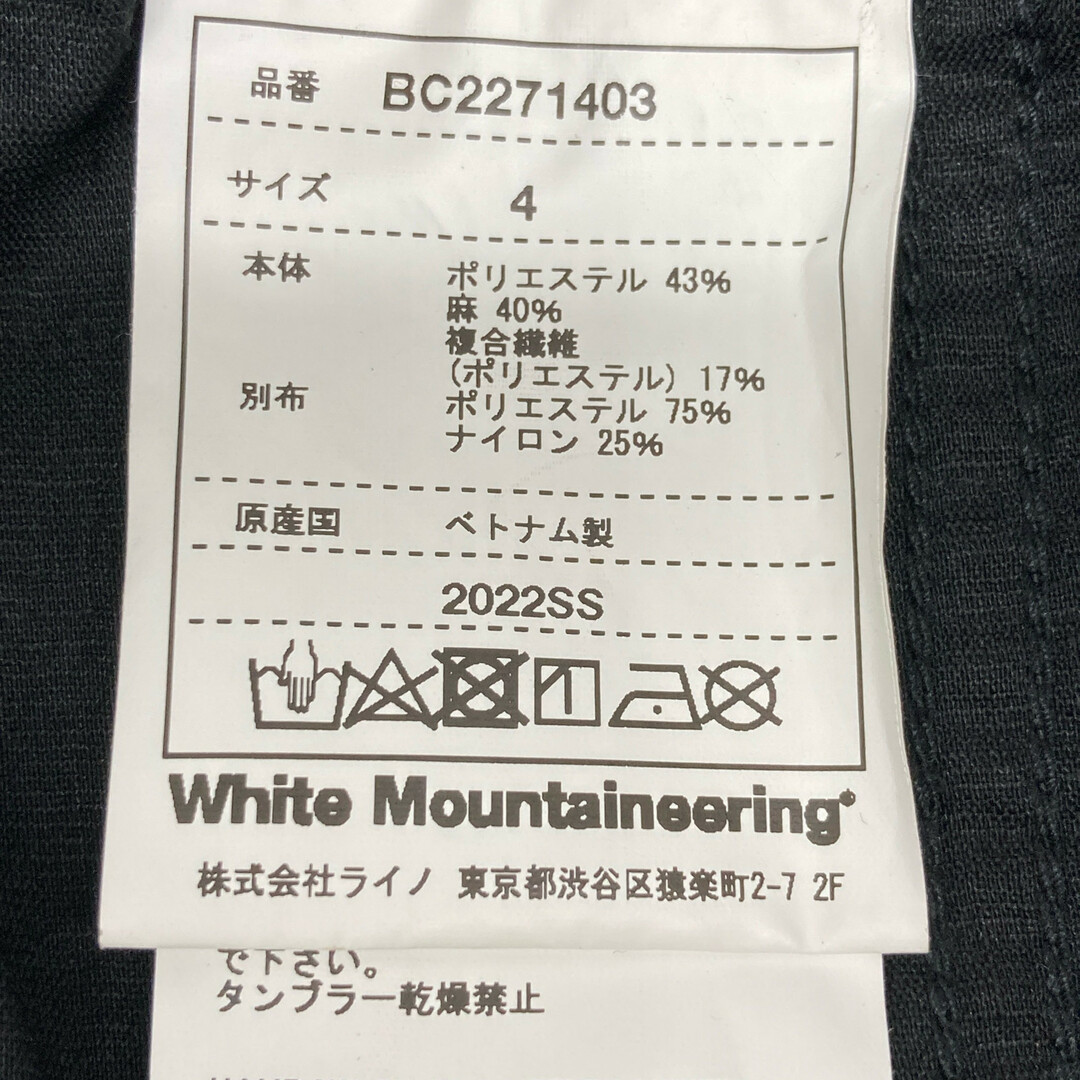 品番 BC2271403
サイズ 4
本体 ポリエステル 43%
麻 40%
複合繊維
(ポリエステル) 17%
別布 ポリエステル 75%
ナイロン 25%
原産国 ベトナム製
2022SS
White Mountaineering
株式会社ライノ 東京都渋谷区猿楽町2-7 2F
で下さい。
タンブラー乾燥禁止